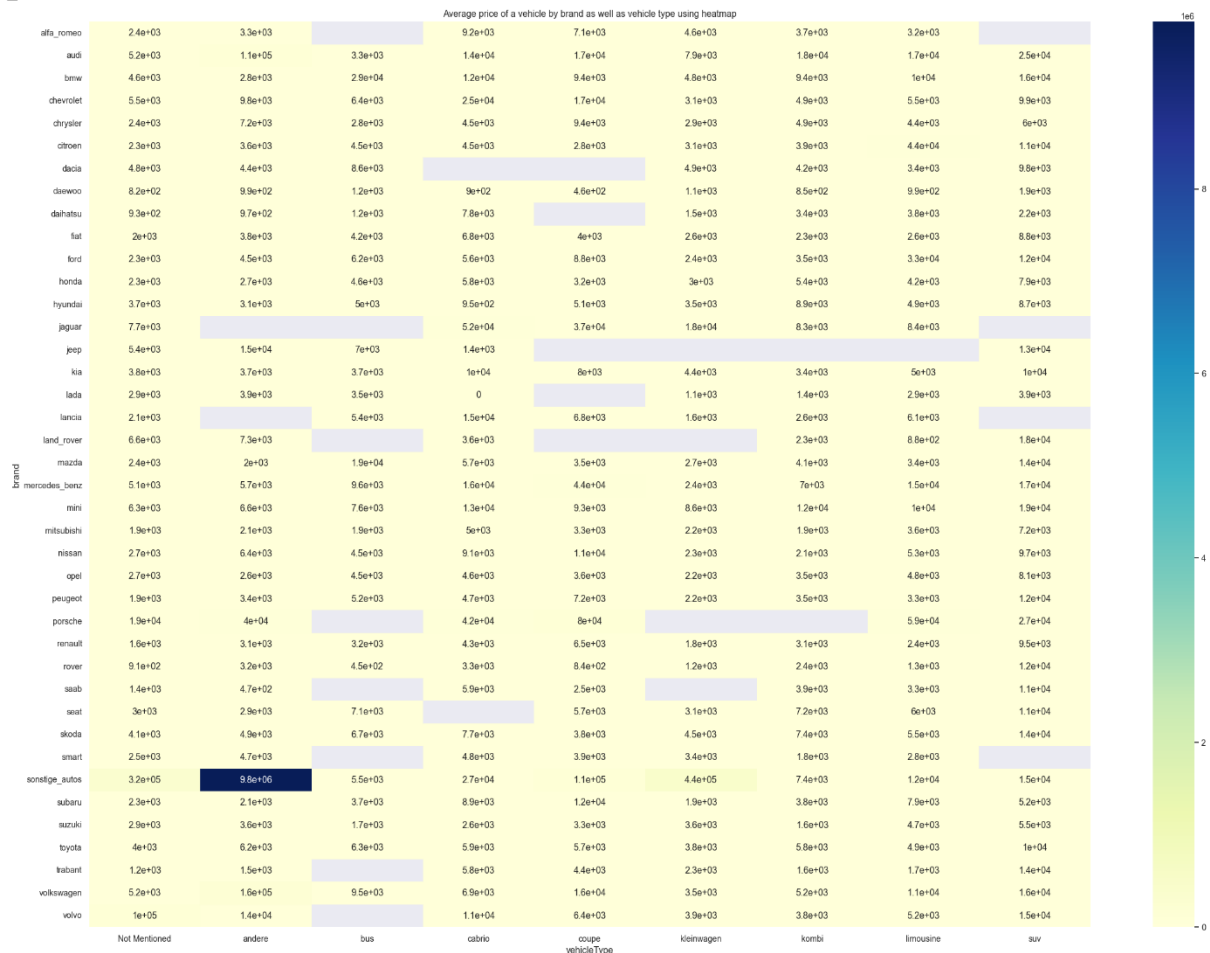 Average price of a vehicle by brand as well as vehicle type using heatmap
1e6
alfa_romeo 2.4e+03 3.3e+03 9.2e+03 7.1e+03 4.6e+03 3.7e+03 3.2e+03
audi 5.2e+03 1.1e+05 3.3e+03 1.4e+04 1.7e+04 7.9e+03 1.8e+04 1.7e+04 2.5e+04
bmw 4.6e+03 2.8e+03 2.9e+04 1.2e+04 9.4e+03 4.8e+03 9.4e+03 1e+04 1.6e+04
chevrolet 5.5e+03 9.8e+03 6.4e+03 2.5e+04 1.7e+04 3.1e+03 4.9e+03 5.5e+03 9.9e+03
chrysler 2.4e+03 7.2e+03 2.8e+03 4.5e+03 9.4e+03 2.9e+03 4.9e+03 4.4e+03 6e+03
citroen 2.3e+03 3.6e+03 4.5e+03 4.5e+03 2.8e+03 3.1e+03 3.9e+03 4.4e+04 1.1e+04
dacia 4.8e+03 4.4e+03 8.6e+03 4.9e+03 4.2e+03 3.4e+03 9.8e+03
daewoo 8.2e+02 9.9e+02 1.2e+03 9e+02 4.6e+02 1.1e+03 8.5e+02 9.9e+02 1.9e+03
8
daihatsu 9.3e+02 9.7e+02 1.2e+03 7.8e+03 1.5e+03 3.4e+03 3.8e+03 2.2e+03
fiat 2e+03 3.8e+03 4.2e+03 6.8e+03 4e+03 2.6e+03 2.3e+03 2.6e+03 8.8e+03
ford 2.3e+03 4.5e+03 6.2e+03 5.6e+03 8.8e+03 2.4e+03 3.5e+03 3.3e+04 1.2e+04
honda 2.3e+03 2.7e+03 4.6e+03 5.8e+03 3.2e+03 3e+03 5.4e+03 4.2e+03 7.9e+03
hyundai 3.7e+03 3.1e+03 5e+03 9.5e+02 5.1e+03 3.5e+03 8.9e+03 4.9e+03 8.7e+03
jaguar 7.7e+03 5.2e+04 3.7e+04 1.8e+04 8.3e+03 8.4e+03
jeep 5.4e+03 1.5e+04 7e+03 1.4e+03 1.3e+04
kia 3.8e+03 3.7e+03 3.7e+03 1e+04 8e+03 4.4e+03 3.4e+03 5e+03 1e+04
6
lada 2.9e+03 3.9e+03 3.5e+03 0 1.1e+03 1.4e+03 2.9e+03 3.9e+03
lancia 2.1e+03 5.4e+03 1.5e+04 6.8e+03 1.6e+03 2.6e+03 6.1e+03
land_rover 6.6e+03 7.3e+03 3.6e+03 2.3e+03 8.8e+02 1.8e+04
mazda 2.4e+03 2e+03 1.9e+04 5.7e+03 3.5e+03 2.7e+03 4.1e+03 3.4e+03 1.4e+04
brand
mercedes_benz 5.1e+03 5.7e+03 9.6e+03 1.6e+04 4.4e+04 2.4e+03 7e+03 1.5e+04 1.7e+04
mini 6.3e+03 6.6e+03 7.6e+03 1.3e+04 9.3e+03 8.6e+03 1.2e+04 1e+04 1.9e+04
mitsubishi 1.9e+03 2.1e+03 1.9e+03 5e+03 3.3e+03 2.2e+03 1.9e+03 3.6e+03 7.2e+03
nissan 2.7e+03 6.4e+03 4.5e+03 9.1e+03 1.1e+04 2.3e+03 2.1e+03 5.3e+03 9.7e+03
4
opel 2.7e+03 2.6e+03 4.5e+03 4.6e+03 3.6e+03 2.2e+03 3.5e+03 4.8e+03 8.1e+03
peugeot 1.9e+03 3.4e+03 5.2e+03 4.7e+03 7.2e+03 2.2e+03 3.5e+03 3.3e+03 1.2e+04
porsche 1.9e+04 4e+04 4.2e+04 8e+04 5.9e+04 2.7e+04
renault 1.6e+03 3.1e+03 3.2e+03 4.3e+03 6.5e+03 1.8e+03 3.1e+03 2.4e+03 9.5e+03
rover 9.1e+02 3.2e+03 4.5e+02 3.3e+03 8.4e+02 1.2e+03 2.4e+03 1.3e+03 1.2e+04
saab 1.4e+03 4.7e+02 5.9e+03 2.5e+03 3.9e+03 3.3e+03 1.1e+04
seat 3e+03 2.9e+03 7.1e+03 5.7e+03 3.1e+03 7.2e+03 6e+03 1.1e+04
skoda 4.1e+03 4.9e+03 6.7e+03 7.7e+03 3.8e+03 4.5e+03 7.4e+03 5.5e+03 1.4e+04
2
smart 2.5e+03 4.7e+03 4.8e+03 3.9e+03 3.4e+03 1.8e+03 2.8e+03
sonstige_autos 3.2e+05 9.8e+06 5.5e+03 2.7e+04 1.1e+05 4.4e+05 7.4e+03 1.2e+04 1.5e+04
subaru 2.3e+03 2.1e+03 3.7e+03 8.9e+03 1.2e+04 1.9e+03 3.8e+03 7.9e+03 5.2e+03
suzuki 2.9e+03 3.6e+03 1.7e+03 2.6e+03 3.3e+03 3.6e+03 1.6e+03 4.7e+03 5.5e+03
toyota 4e+03 6.2e+03 6.3e+03 5.9e+03 5.7e+03 3.8e+03 5.8e+03 4.9e+03 1e+04
trabant 1.2e+03 1.5e+03 5.8e+03 4.4e+03 2.3e+03 1.6e+03 1.7e+03 1.4e+04
volkswagen 5.2e+03 1.6e+05 9.5e+03 6.9e+03 1.6e+04 3.5e+03 5.2e+03 1.1e+04 1.6e+04
volvo 1e+05 1.4e+04 1.1e+04 6.4e+03 3.9e+03 3.8e+03 5.2e+03 1.5e+04
0
Not Mentioned andere bus cabrio coupe kleinwagen kombi limousine suv
vehicleType